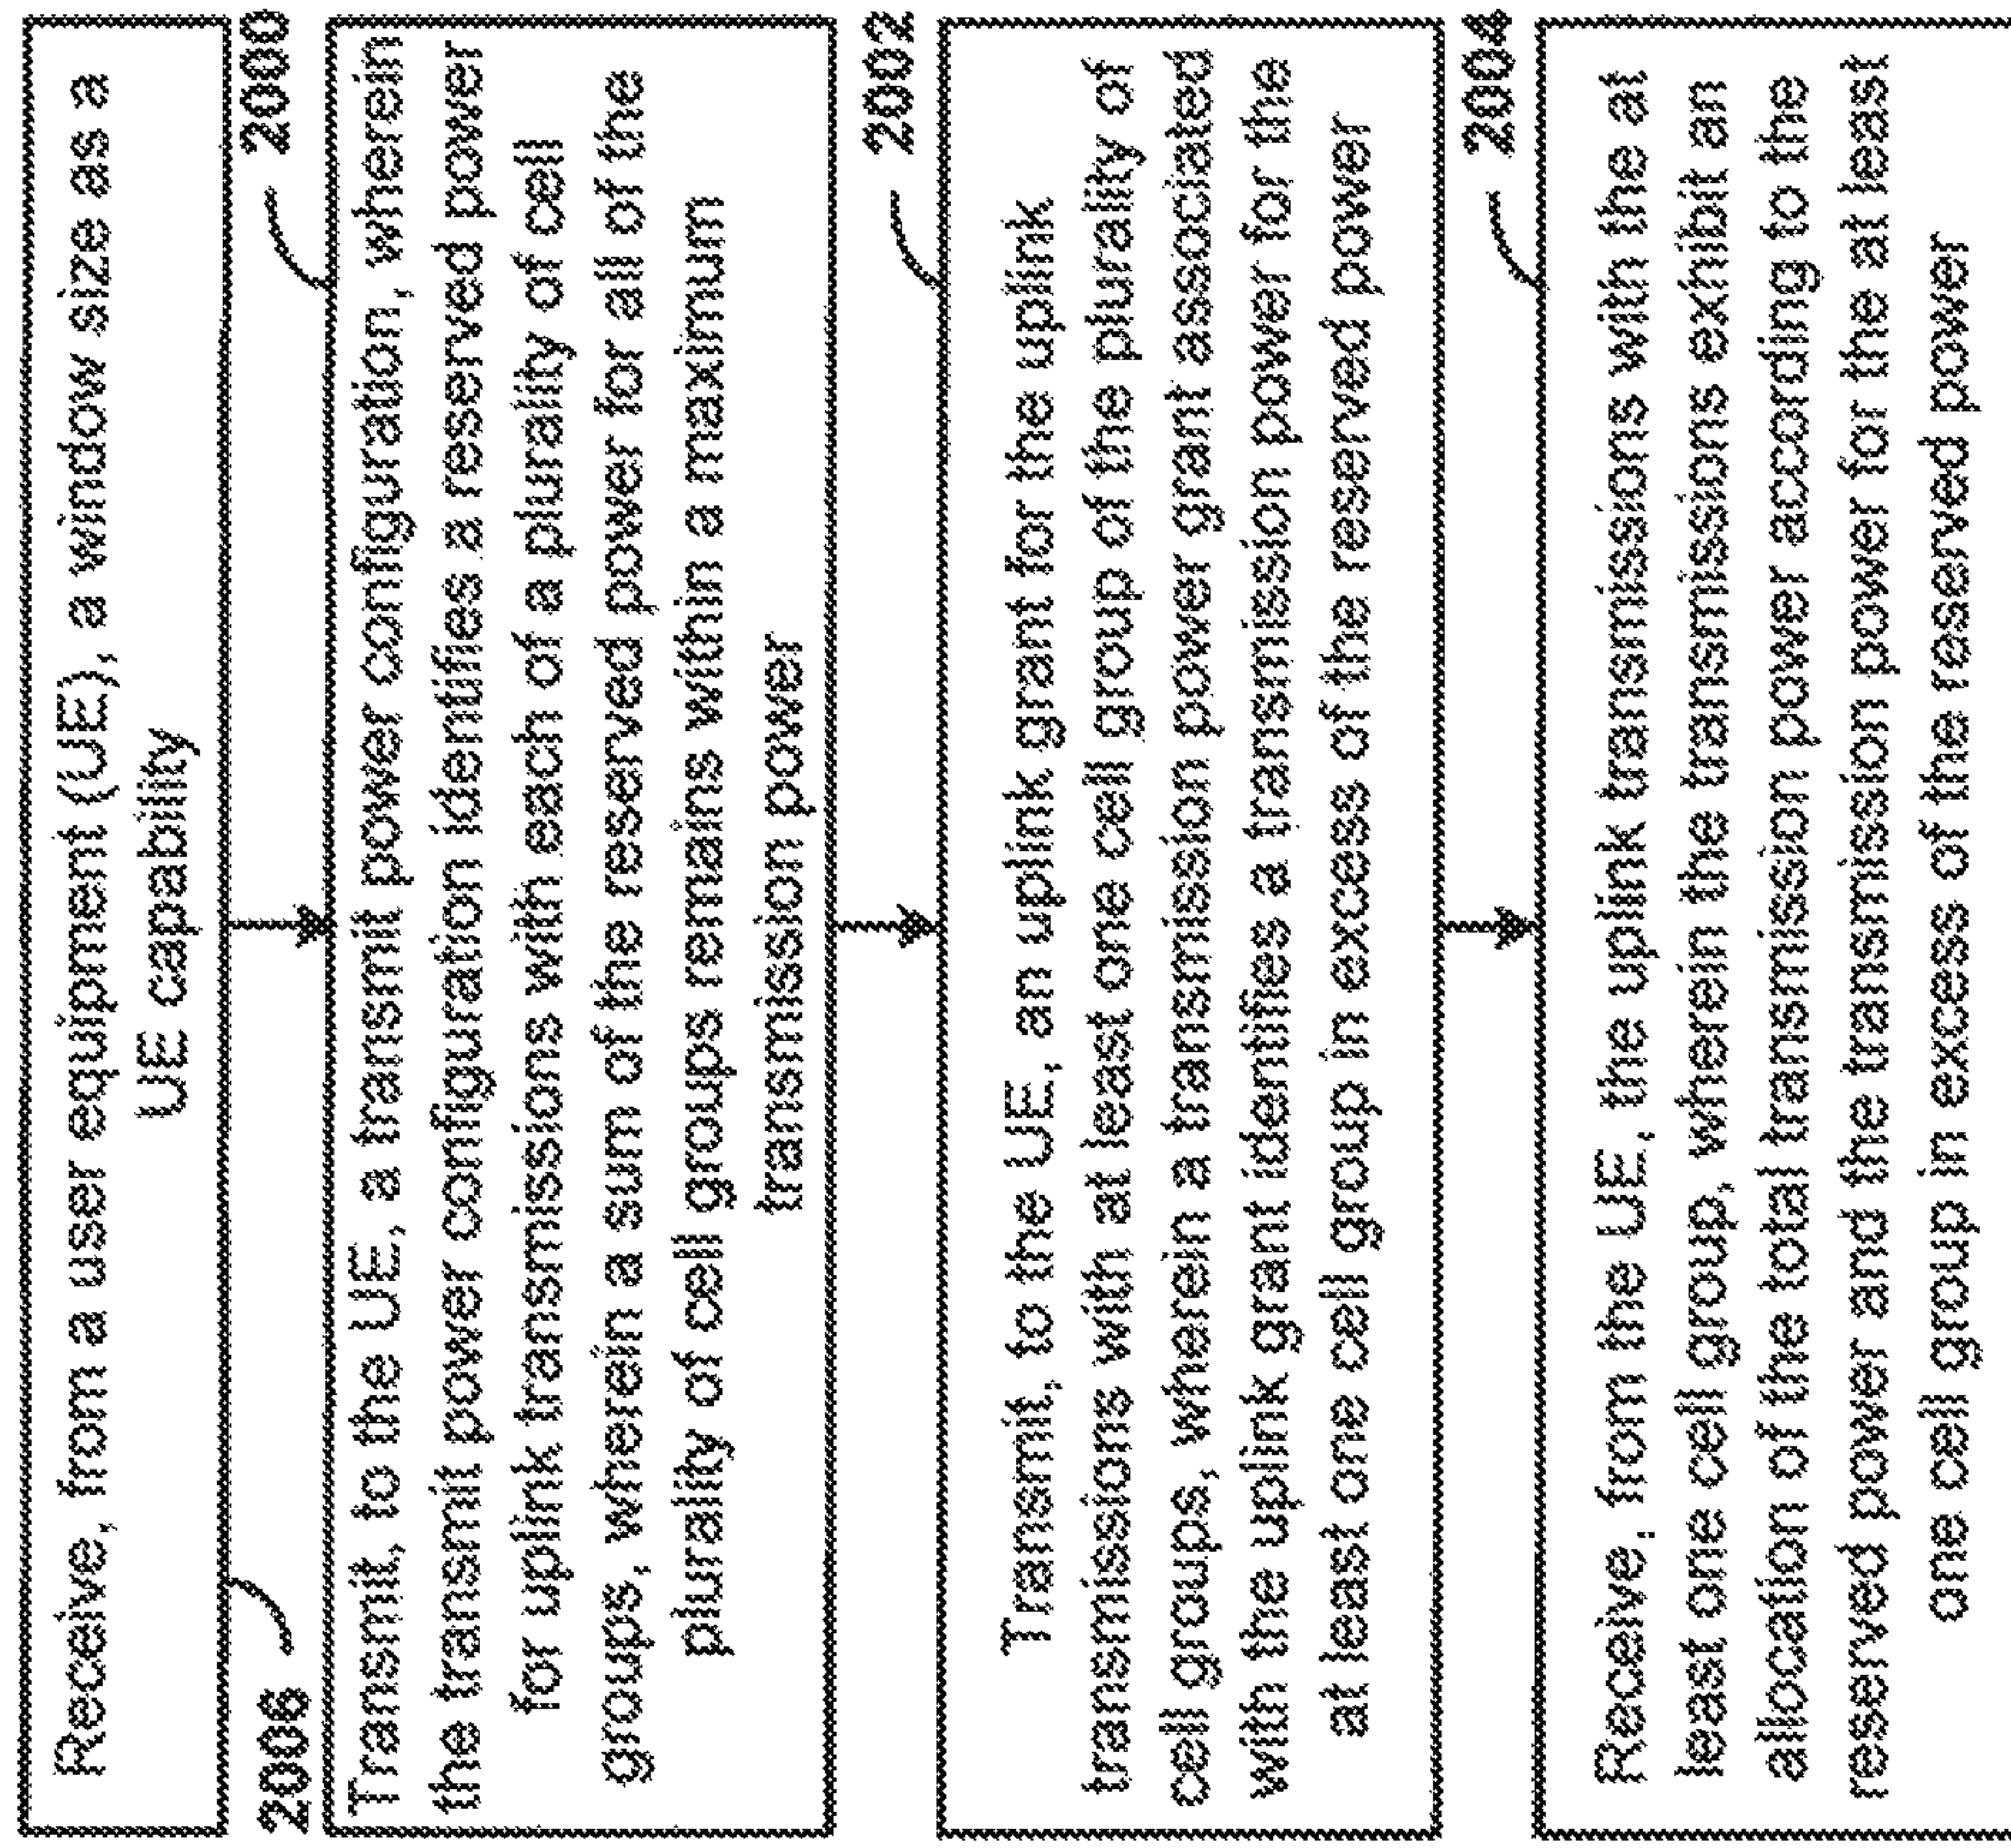 Receive, from a user equipment (UE), a window size as a
UE capability
2006
2000
Transmit, to the UE, a transmit power configuration, wherein
the transmit power configuration identifies a reserved power
for uplink transmissions with each of a plurality of cell
groups, wherein a sum of the reserved power for all of the
plurality of cell groups remains within a maximum
transmission power
2002
Transmit, to the UE, an uplink grant for the uplink
transmissions with at least one cell group of the plurality of
cell groups, wherein a transmission power grant associated
with the uplink grant identifies a transmission power for the
at least one cell group in excess of the reserved power
2004
Receive, from the UE, the uplink transmissions with the at
least one cell group, wherein the transmissions exhibit an
allocation of the total transmission power according to the
reserved power and the transmission power for the at least
one cell group in excess of the reserved power